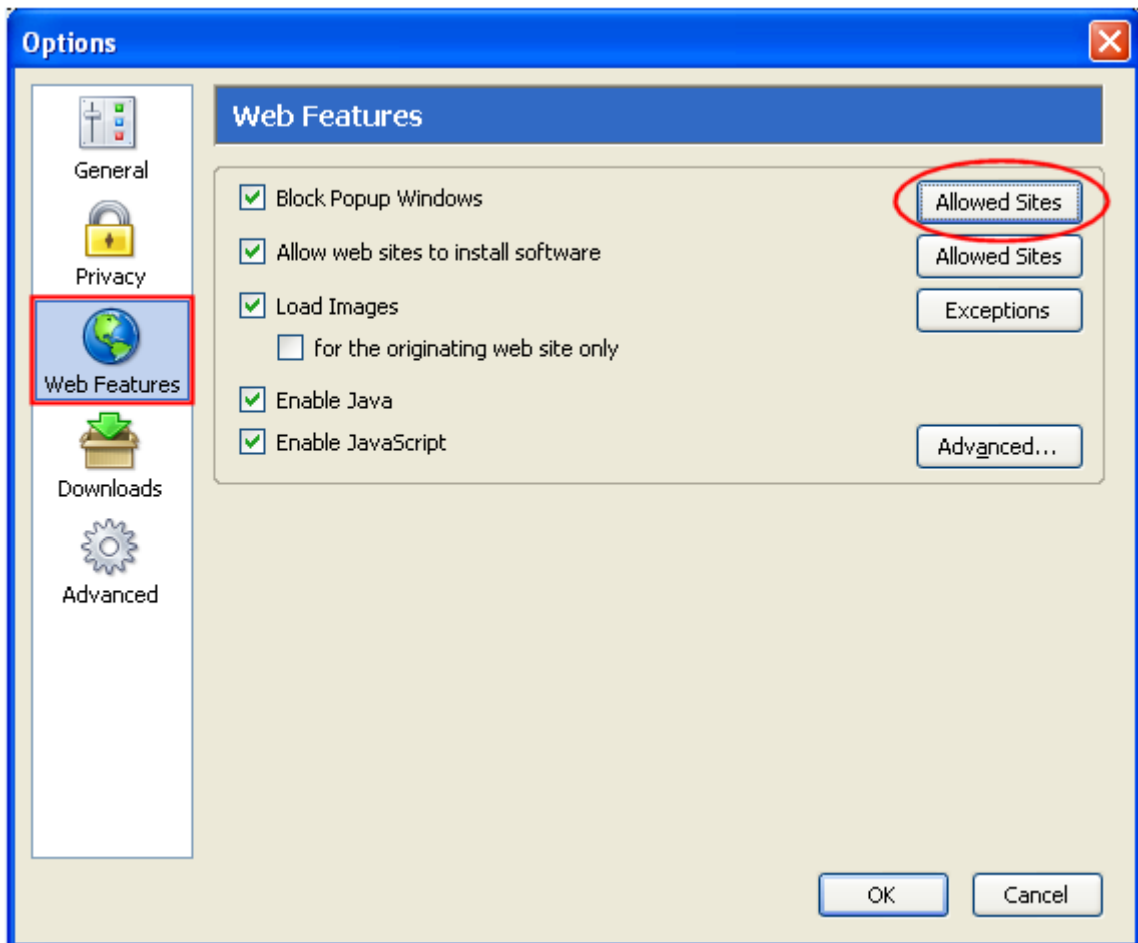 Options
General
Privacy
Web Features
Downloads
Advanced
Web Features
Block Popup Windows Allowed Sites
Allow web sites to install software Allowed Sites
Load Images Exceptions
for the originating web site only
Enable Java
Enable JavaScript Advanced...
OK Cancel